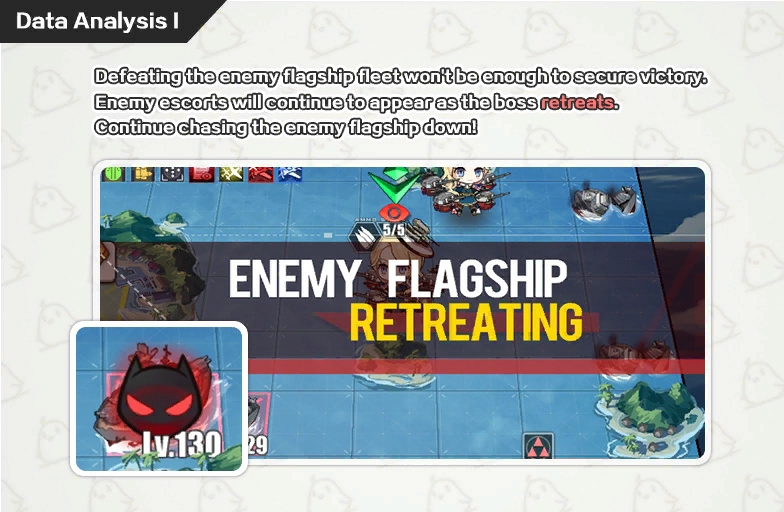 Data Analysis I
Defeating the enemy flagship fleet won't be enough to secure victory.
Enemy escorts will continue to appear as the boss retreats.
Continue chasing the enemy flagship down!
AMMO
5/5
ENEMY FLAGSHIP
RETREATING
Lv.130
29